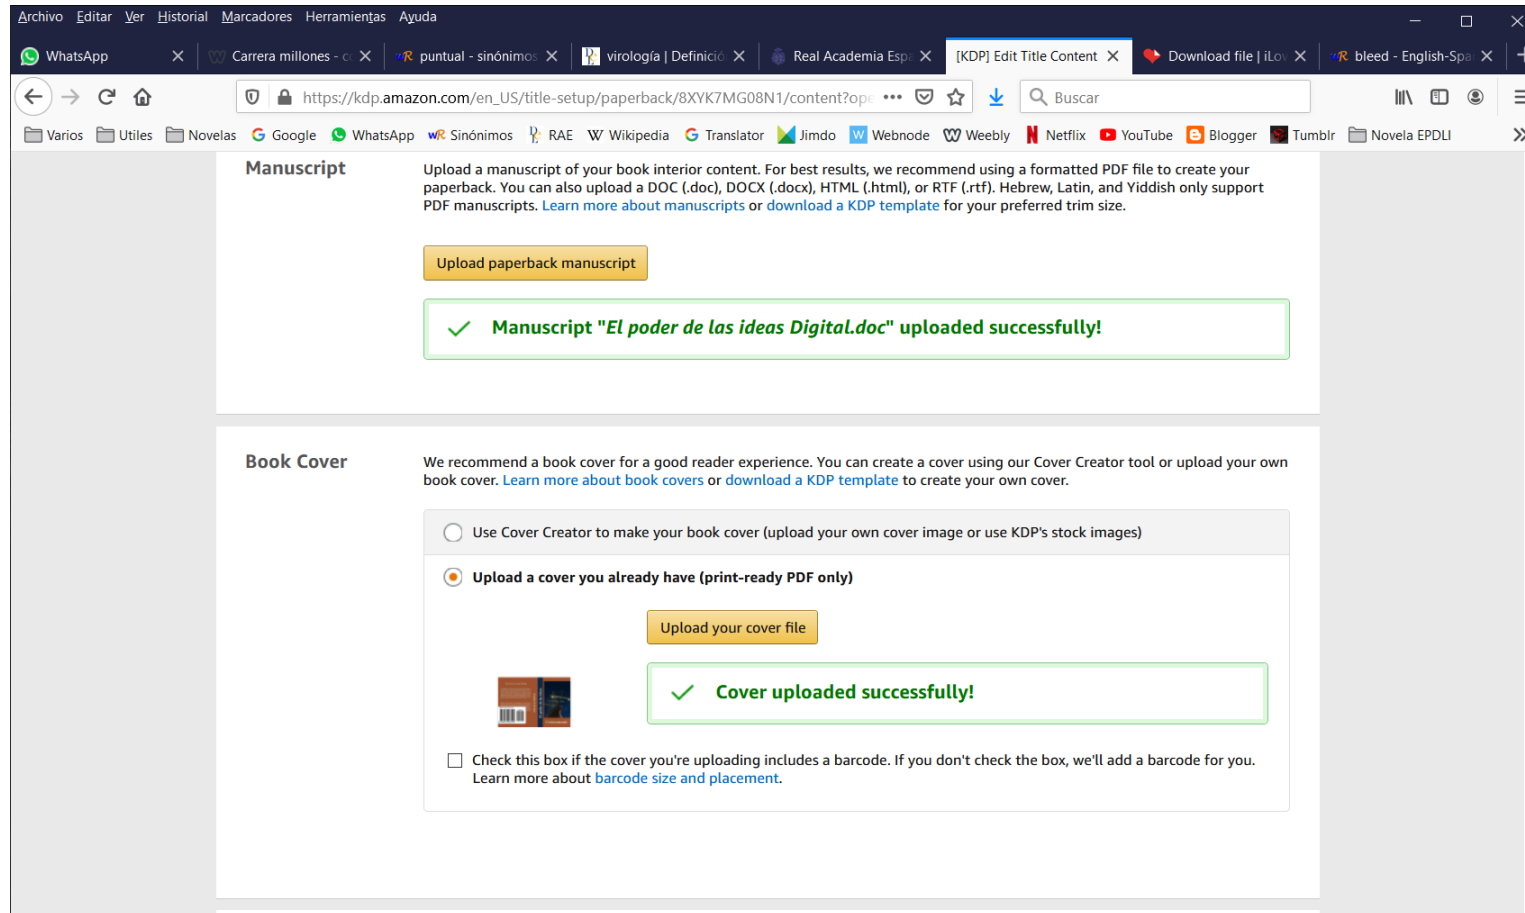 Archivo Editar Ver Historial Marcadores Herramientas Ayuda
WhatsApp Carrera millones - puntual - sinónimos virología | Definició Real Academia Espa [KDP] Edit Title Content Download file | iLov bleed - English-Spa
https://kdp.amazon.com/en_US/title-setup/paperback/8XYK7MG08N1/content?ope Buscar
Varios Utiles Novelas Google WhatsApp Sinónimos RAE Wikipedia Translator Jimdo Webnode Weebly Netflix YouTube Blogger Tumblr Novela EPDLI
Manuscript
Upload a manuscript of your book interior content. For best results, we recommend using a formatted PDF file to create your
paperback. You can also upload a DOC (.doc), DOCX (.docx), HTML (.html), or RTF (.rtf). Hebrew, Latin, and Yiddish only support
PDF manuscripts. Learn more about manuscripts or download a KDP template for your preferred trim size.
Upload paperback manuscript
Manuscript "El poder de las ideas Digital.doc" uploaded successfully!
Book Cover
We recommend a book cover for a good reader experience. You can create a cover using our Cover Creator tool or upload your own
book cover. Learn more about book covers or download a KDP template to create your own cover.
Use Cover Creator to make your book cover (upload your own cover image or use KDP's stock images)
Upload a cover you already have (print-ready PDF only)
Upload your cover file
Cover uploaded successfully!
Check this box if the cover you're uploading includes a barcode. If you don't check the box, we'll add a barcode for you.
Learn more about barcode size and placement.